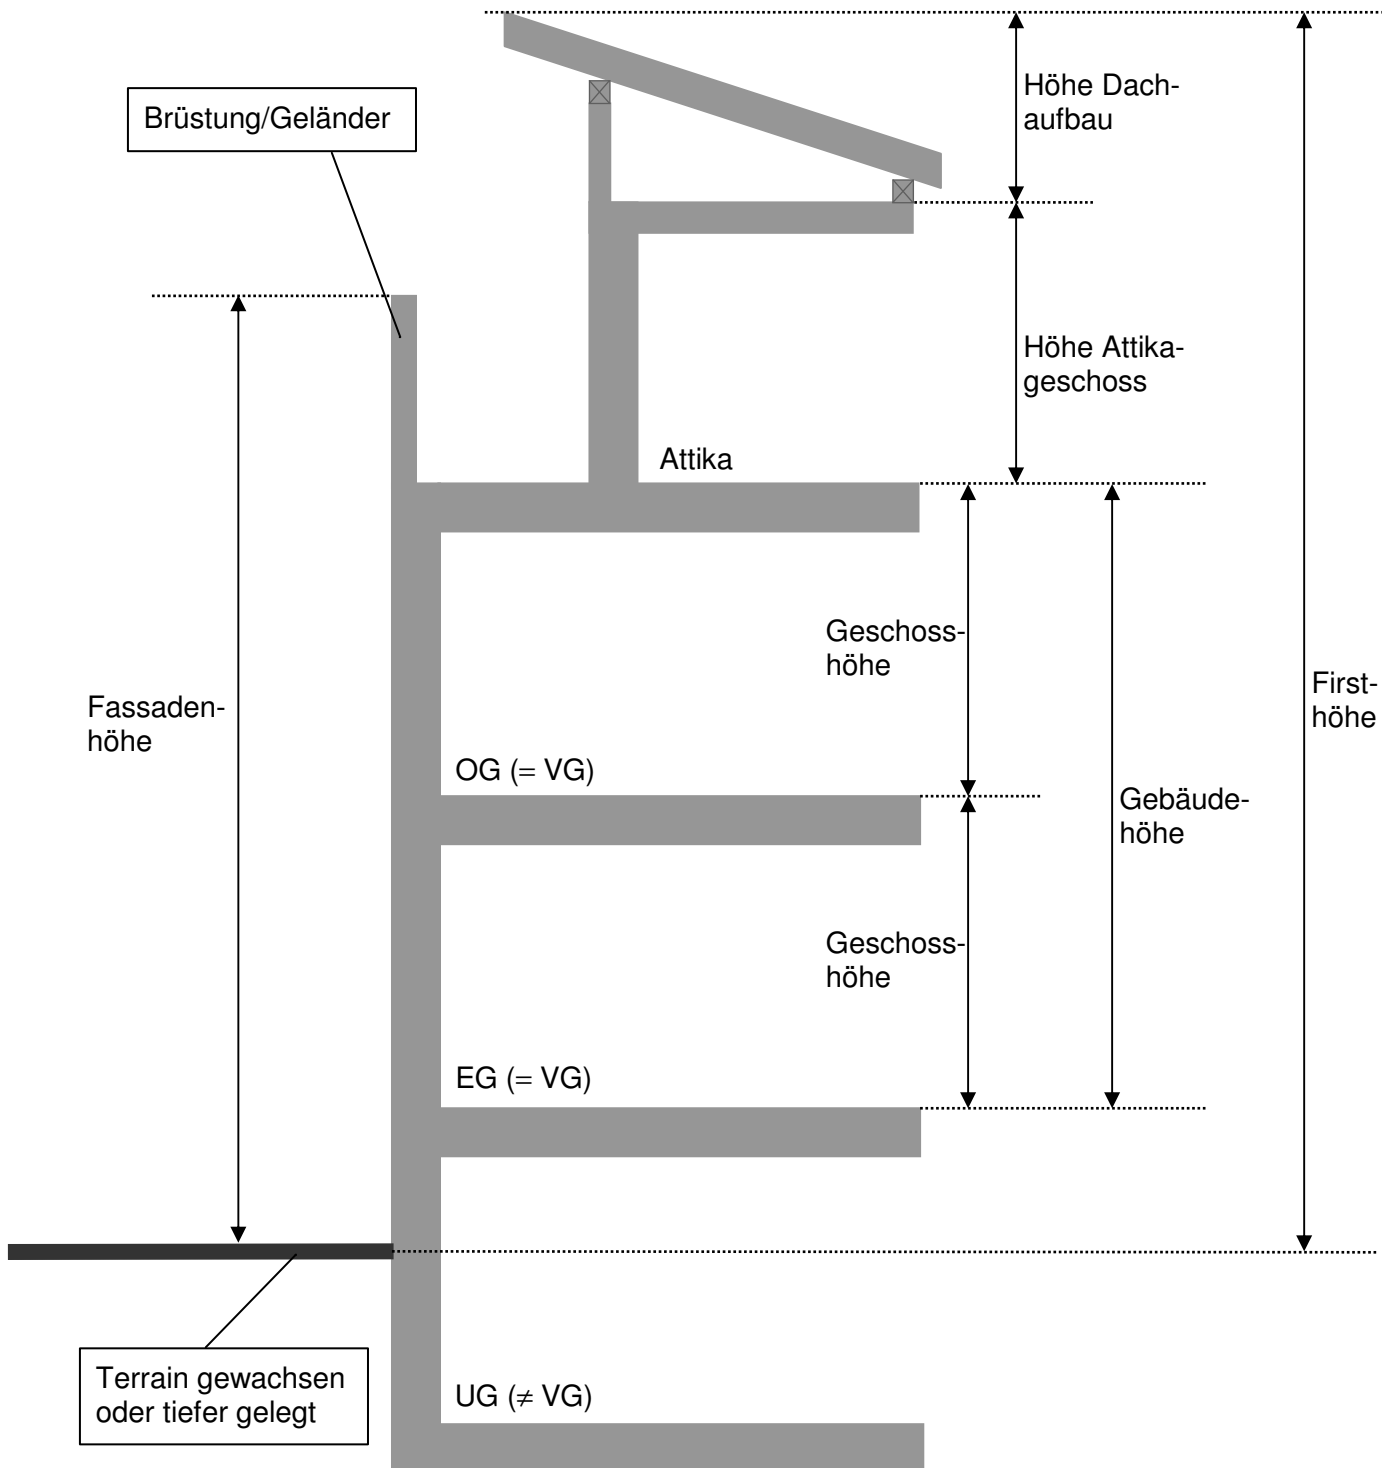 Höhe Dach-
aufbau
Brüstung/Geländer
Höhe Attika-
geschoss
Attika
Geschoss-
höhe
First-
höhe
Fassaden-
höhe
OG (= VG)
Gebäude-
höhe
Geschoss-
höhe
EG (= VG)
Terrain gewachsen
oder tiefer gelegt
UG (≠ VG)